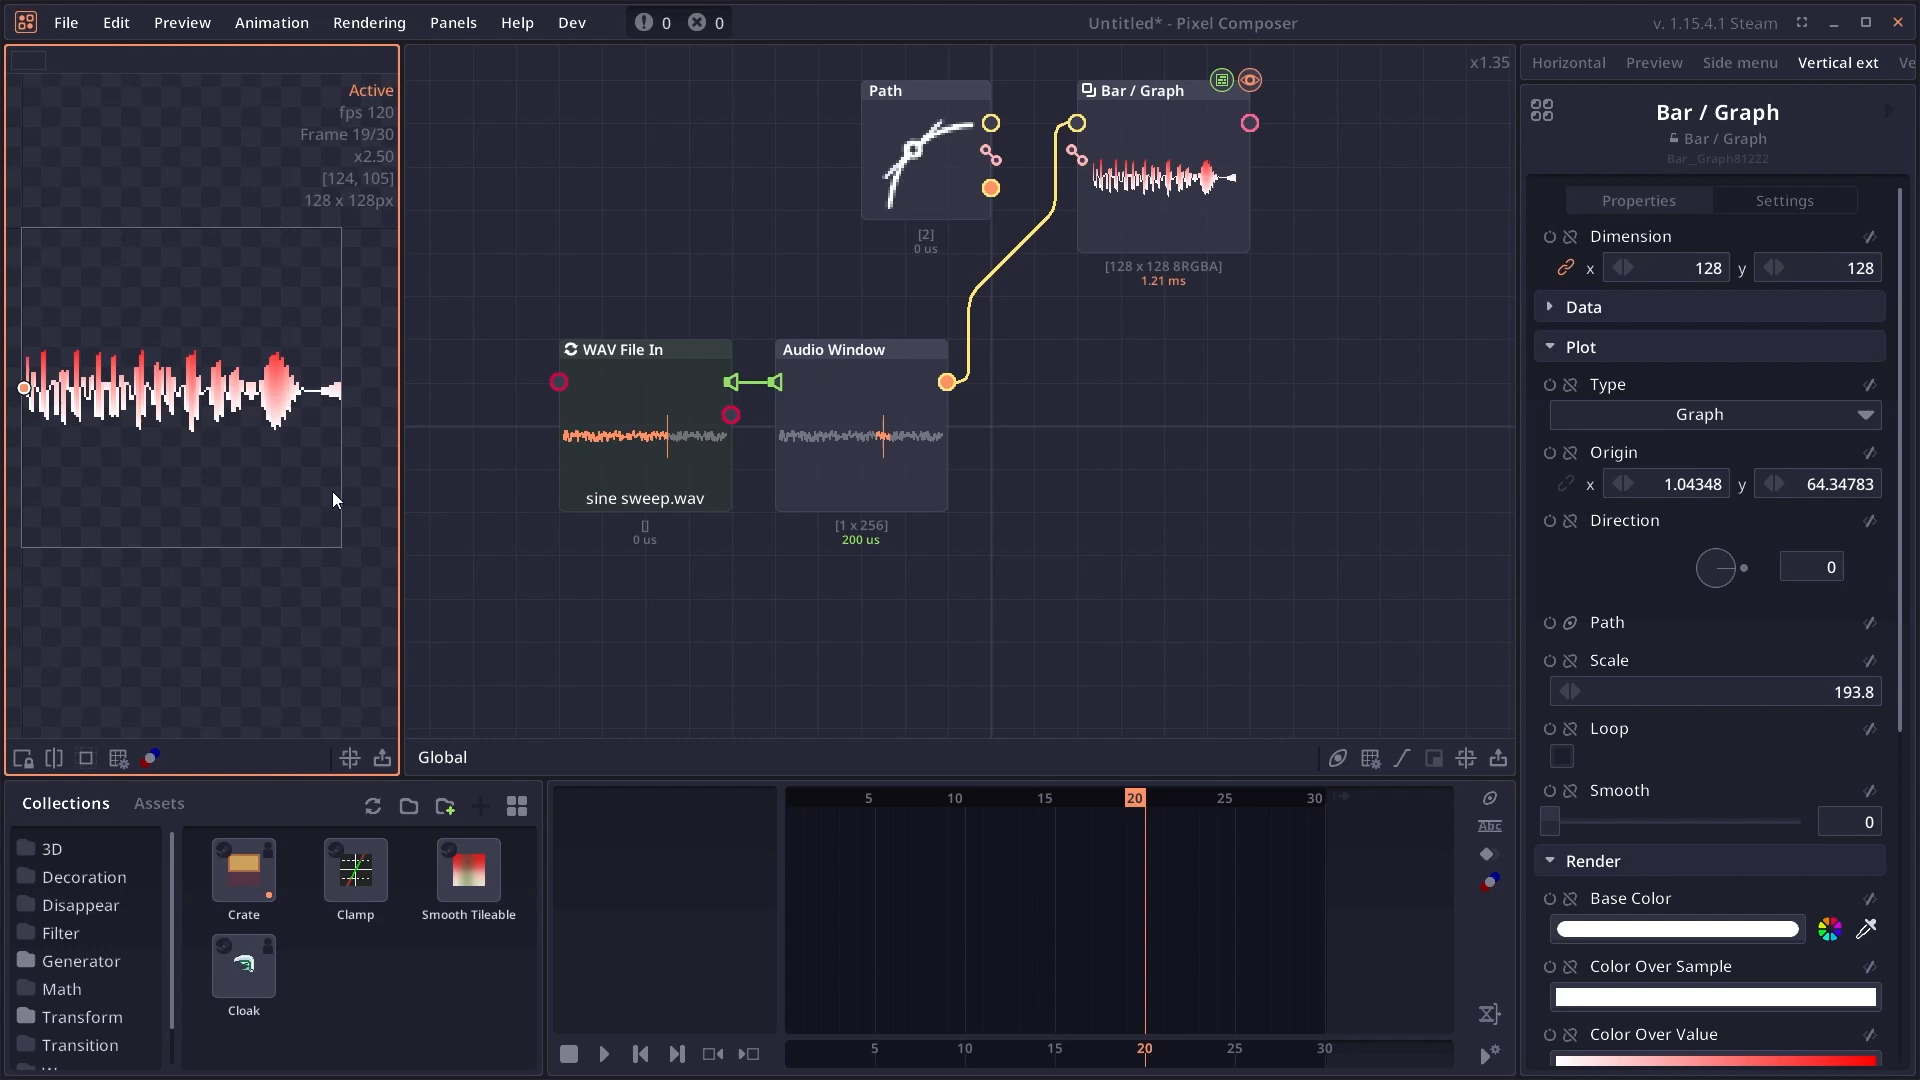 File Edit Preview Animation Rendering Panels Help Dev 0 0 Untitled* - Pixel Composer v. 1.15.4.1 Steam
Active
fps 120
Frame 19/30
x2.50
[124, 105]
128 x 128px
x1.35
Path
[2]
0 us
Bar / Graph
[128 x 128 8RGBA]
1.21 ms
WAV File In
sine sweep.wav
[]
0 us
Audio Window
[1 x 256]
200 us
Global
Horizontal Preview Side menu Vertical ext Ve
Bar / Graph
Bar / Graph
Bar__Graph81222
Properties Settings
Dimension
x 128 y 128
Data
Plot
Type
Graph
Origin
x 1.04348 y 64.34783
Direction
0
Path
Scale
193.8
Loop
Smooth
0
Render
Base Color
Color Over Sample
Color Over Value
Collections Assets
3D
Decoration
Disappear
Filter
Generator
Math
Transform
Transition
Crate Clamp Smooth Tileable
Cloak
5 10 15 20 25 30
Abc
5 10 15 20 25 30